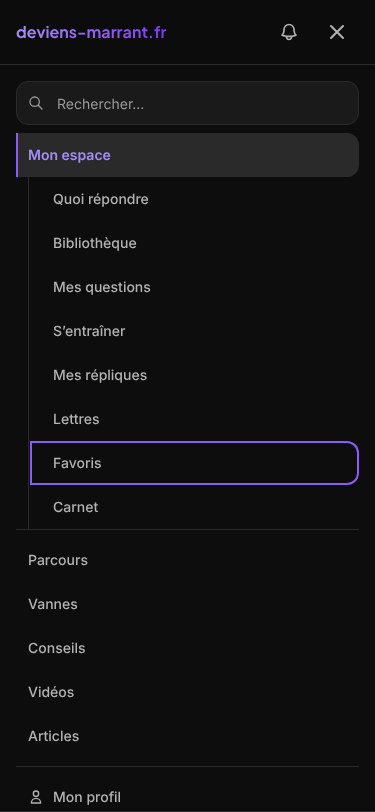 deviens-marrant.fr
Rechercher...
Mon espace
Quoi répondre
Bibliothèque
Mes questions
S’entraîner
Mes répliques
Lettres
Favoris
Carnet
Parcours
Vannes
Conseils
Vidéos
Articles
Mon profil